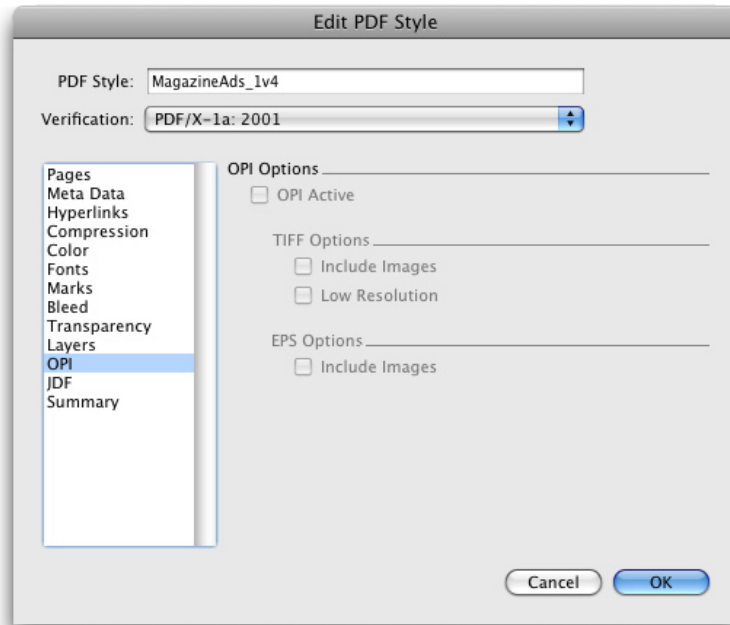 Edit PDF Style
PDF Style: MagazineAds_1v4
Verification: PDF/X-1a: 2001
Pages
Meta Data
Hyperlinks
Compression
Color
Fonts
Marks
Bleed
Transparency
Layers
OPI
JDF
Summary
OPI Options
OPI Active
TIFF Options
Include Images
Low Resolution
EPS Options
Include Images
Cancel OK